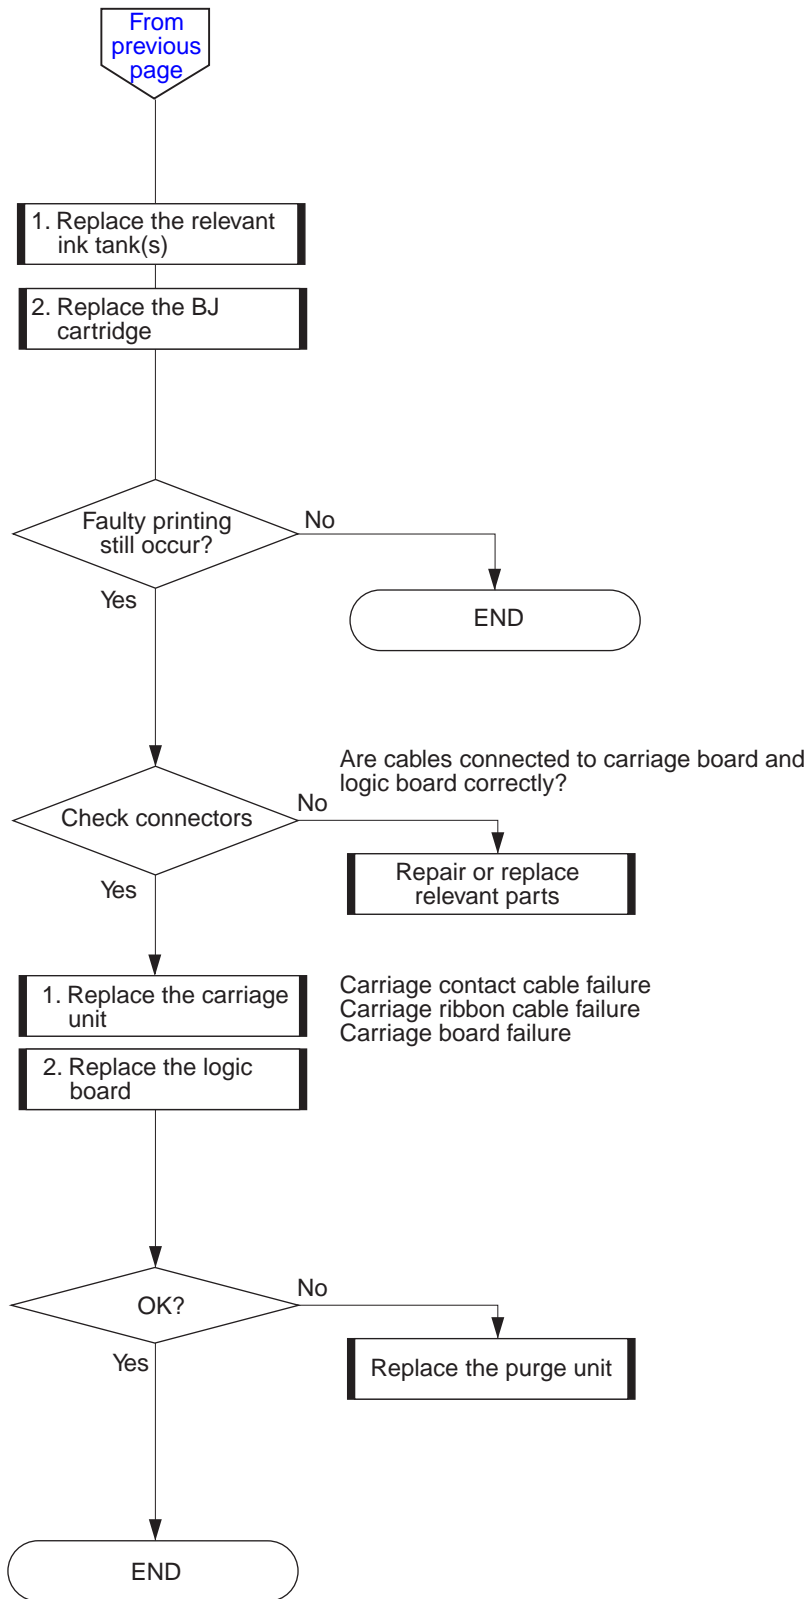 From
previous
page
1. Replace the relevant
ink tank(s)
2. Replace the BJ
cartridge
Faulty printing
still occur?
No
END
Yes
Are cables connected to carriage board and
logic board correctly?
Check connectors
No
Repair or replace
relevant parts
Yes
1. Replace the carriage
unit
Carriage contact cable failure
Carriage ribbon cable failure
Carriage board failure
2. Replace the logic
board
OK?
No
Replace the purge unit
Yes
END